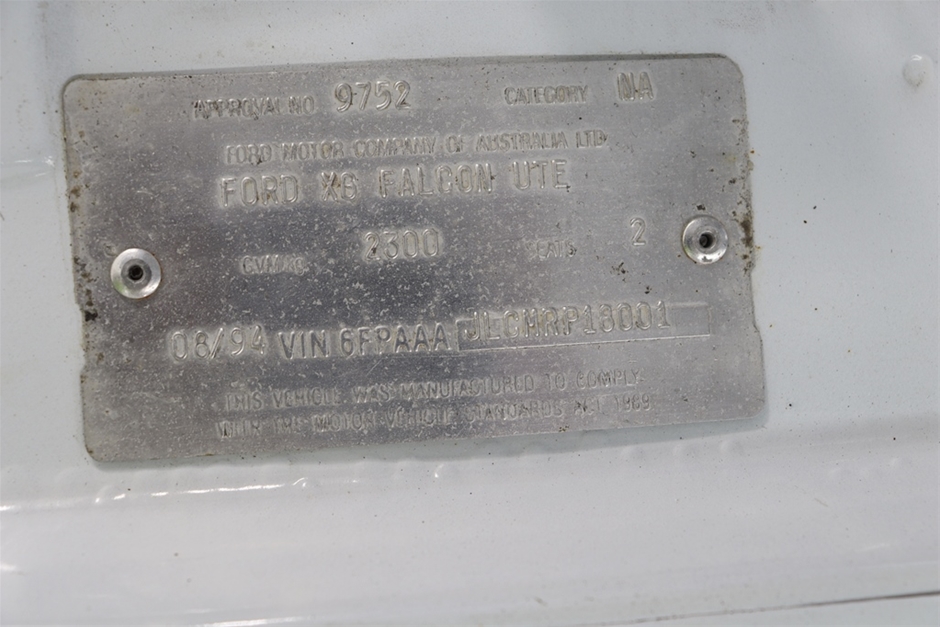 APPROVAL NO. 9752 CATEGORY NA
FORD MOTOR COMPANY OF AUSTRALIA LTD.
FORD XG FALCON UTE
GVM/KG 2300 SEATS 2
08/94 VIN 6FPAAAJLCMRP18001
THIS VEHICLE WAS MANUFACTURED TO COMPLY
WITH THE MOTOR VEHICLE STANDARDS ACT 1989